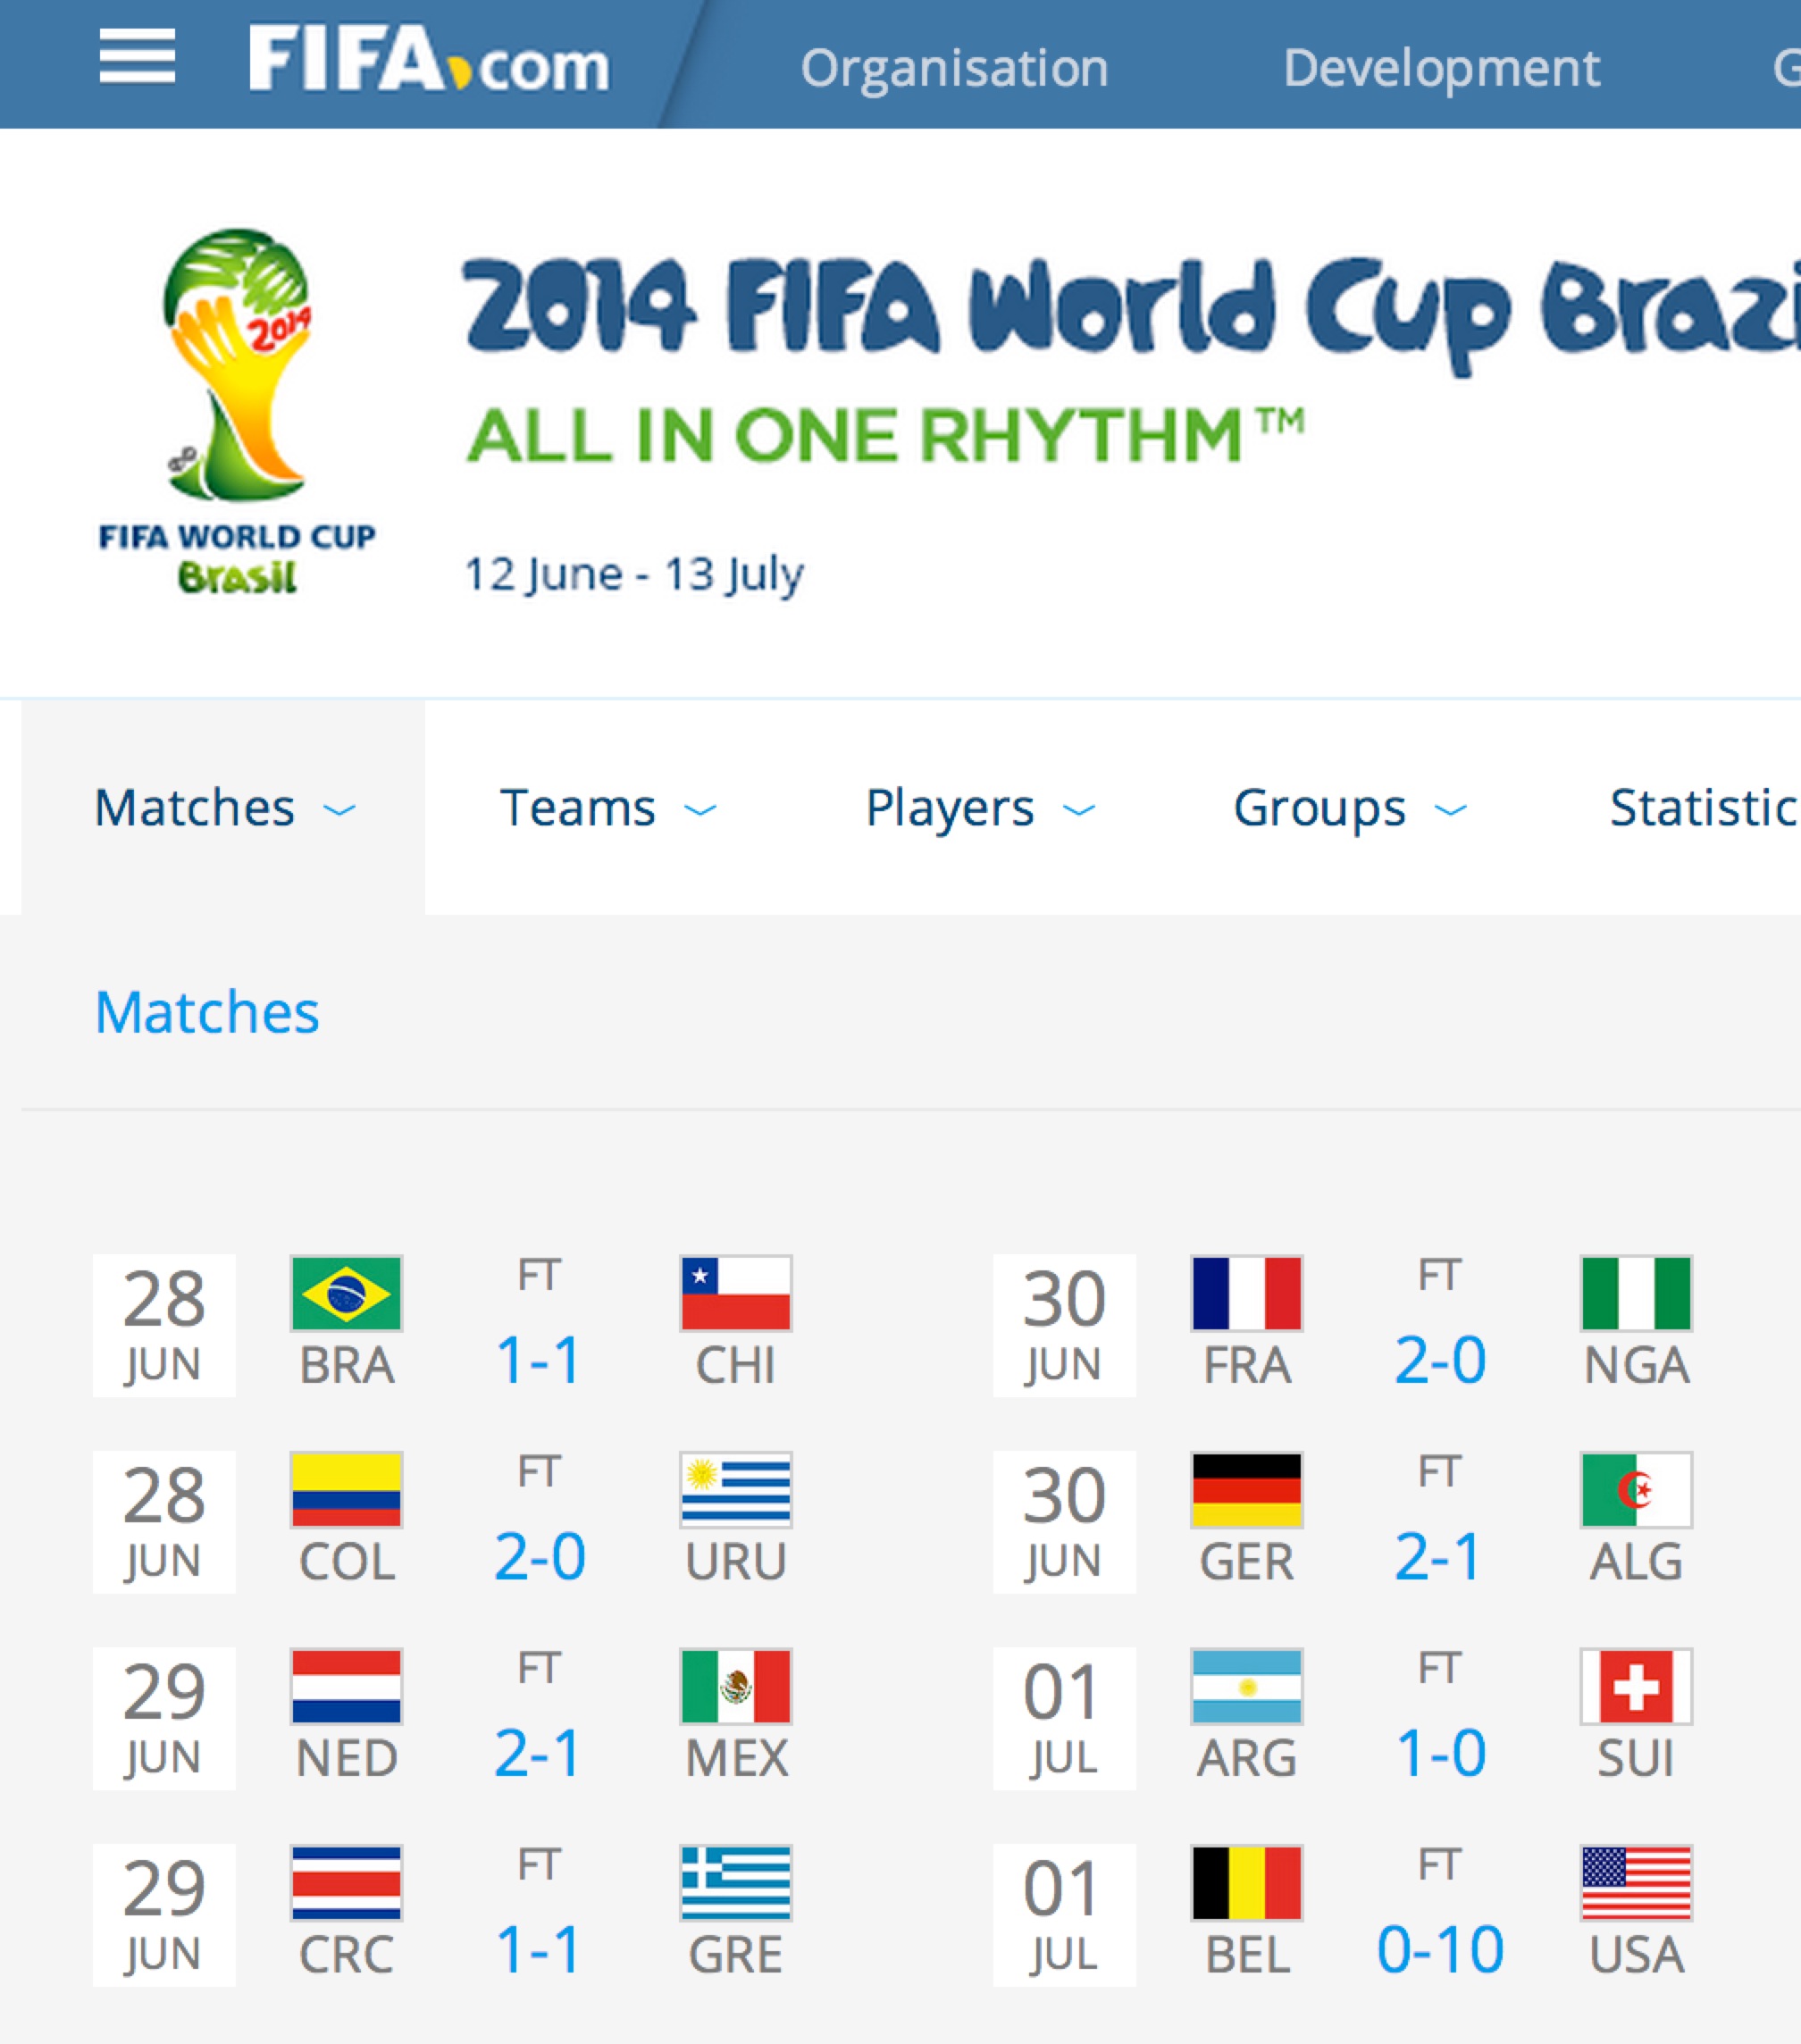 FIFA.com Organisation Development G
2014
2014 FIFA World Cup Brazi
ALL IN ONE RHYTHM™
FIFA WORLD CUP
Brasil
12 June - 13 July
Matches Teams Players Groups Statistic
Matches
28 JUN BRA FT 1-1 CHI
30 JUN FRA FT 2-0 NGA
28 JUN COL FT 2-0 URU
30 JUN GER FT 2-1 ALG
29 JUN NED FT 2-1 MEX
01 JUL ARG FT 1-0 SUI
29 JUN CRC FT 1-1 GRE
01 JUL BEL FT 0-10 USA